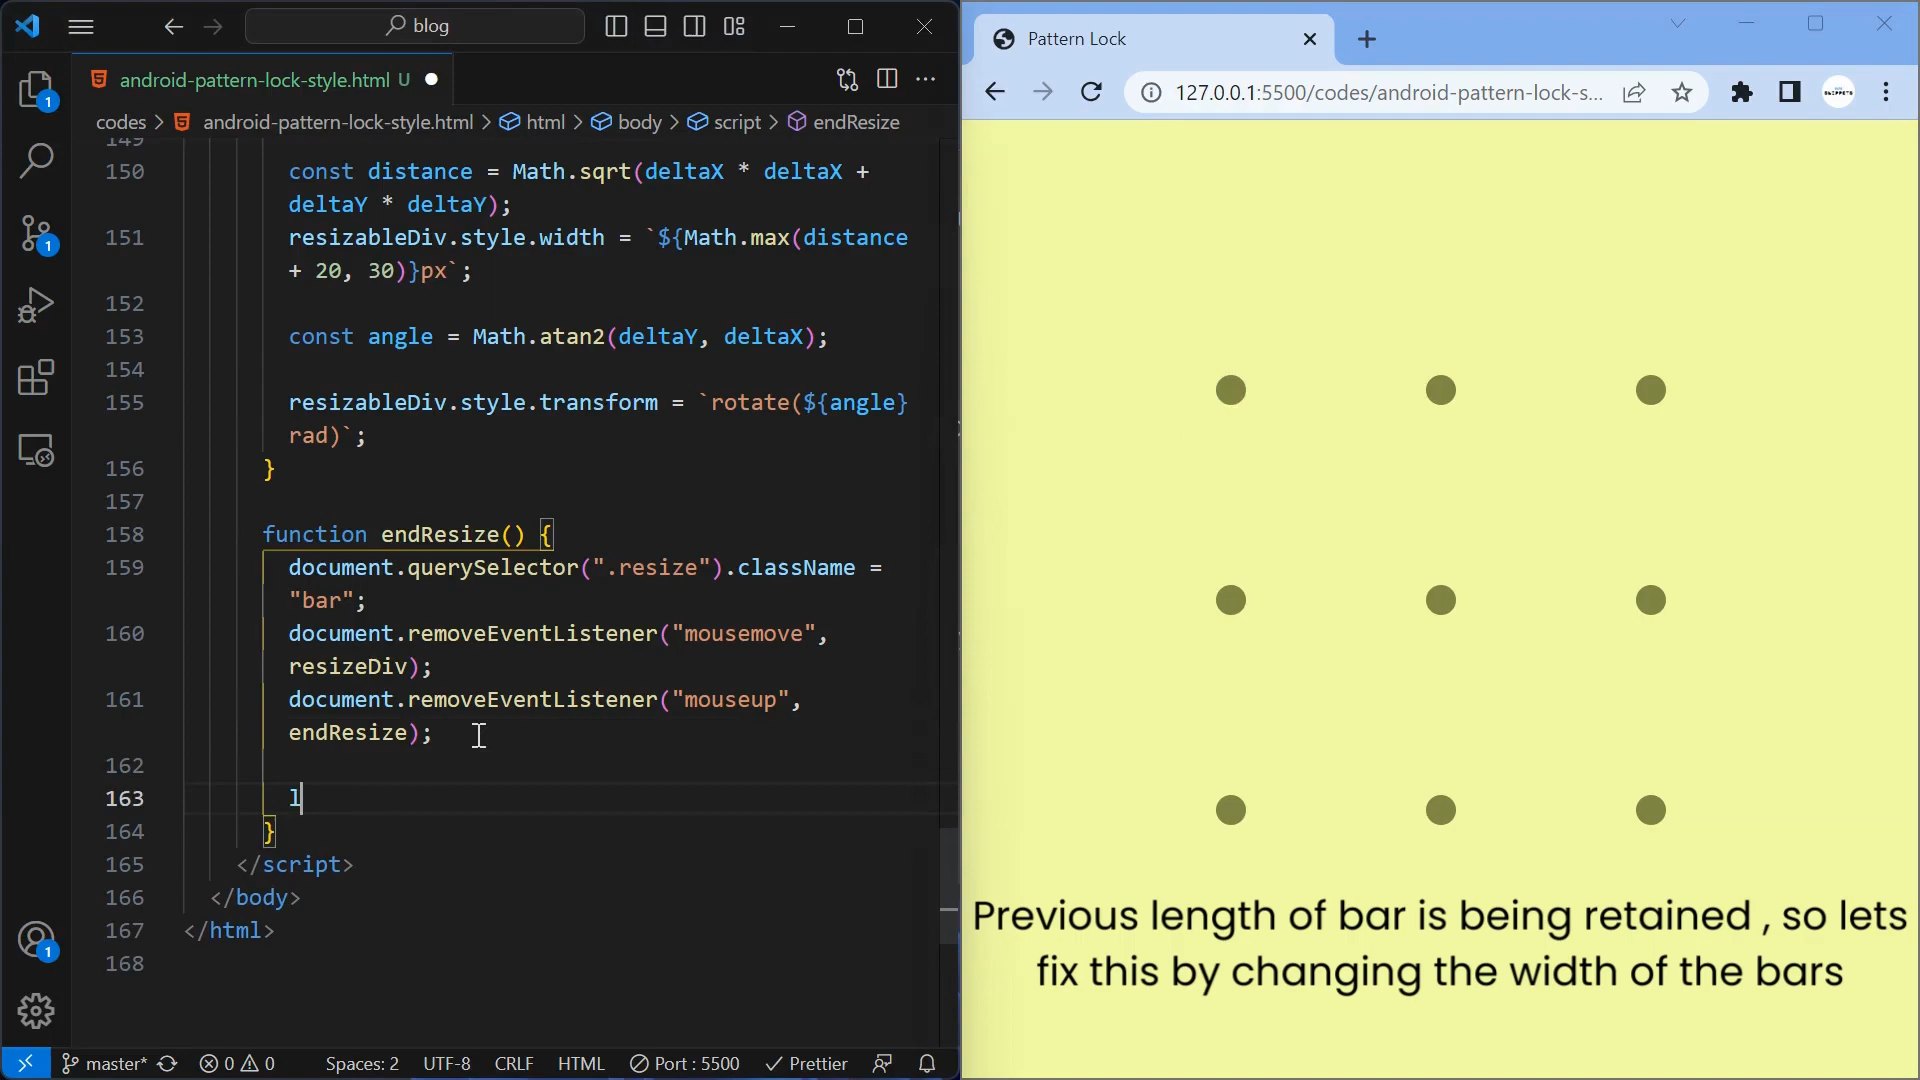 blog
android-pattern-lock-style.html U
codes > android-pattern-lock-style.html > html > body > script > endResize
149
150 const distance = Math.sqrt(deltaX * deltaX +
deltaY * deltaY);
151 resizableDiv.style.width = `${Math.max(distance
+ 20, 30)}px`;
152
153 const angle = Math.atan2(deltaY, deltaX);
154
155 resizableDiv.style.transform = `rotate(${angle}
rad)`;
156 }
157
158 function endResize() {
159 document.querySelector(".resize").className =
"bar";
160 document.removeEventListener("mousemove",
resizeDiv);
161 document.removeEventListener("mouseup",
endResize);
162
163 l
164 }
165 </script>
166 </body>
167 </html>
168
1
1
1
master* 0 0 Spaces: 2 UTF-8 CRLF HTML Port : 5500 Prettier
Pattern Lock
127.0.0.1:5500/codes/android-pattern-lock-s...
Previous length of bar is being retained , so lets
fix this by changing the width of the bars